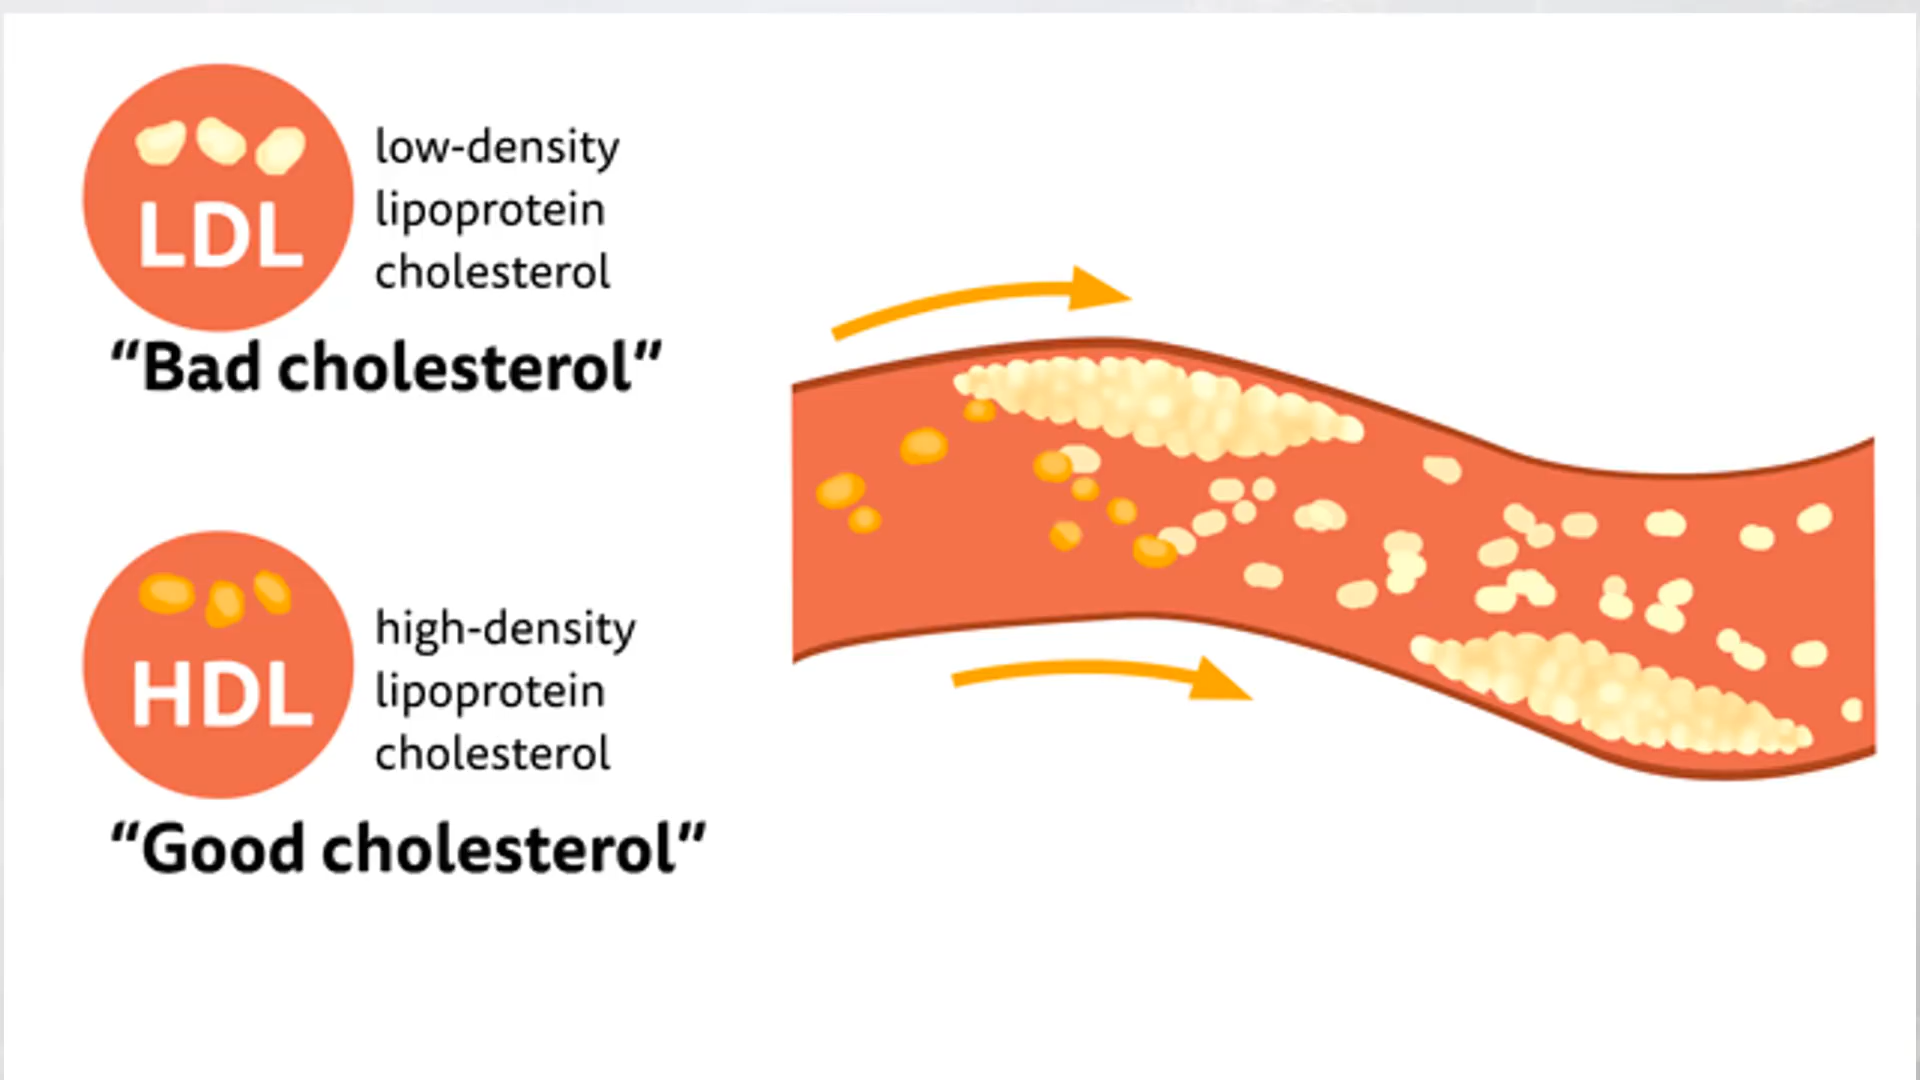 LDL
low-density
lipoprotein
cholesterol
“Bad cholesterol”
HDL
high-density
lipoprotein
cholesterol
“Good cholesterol”